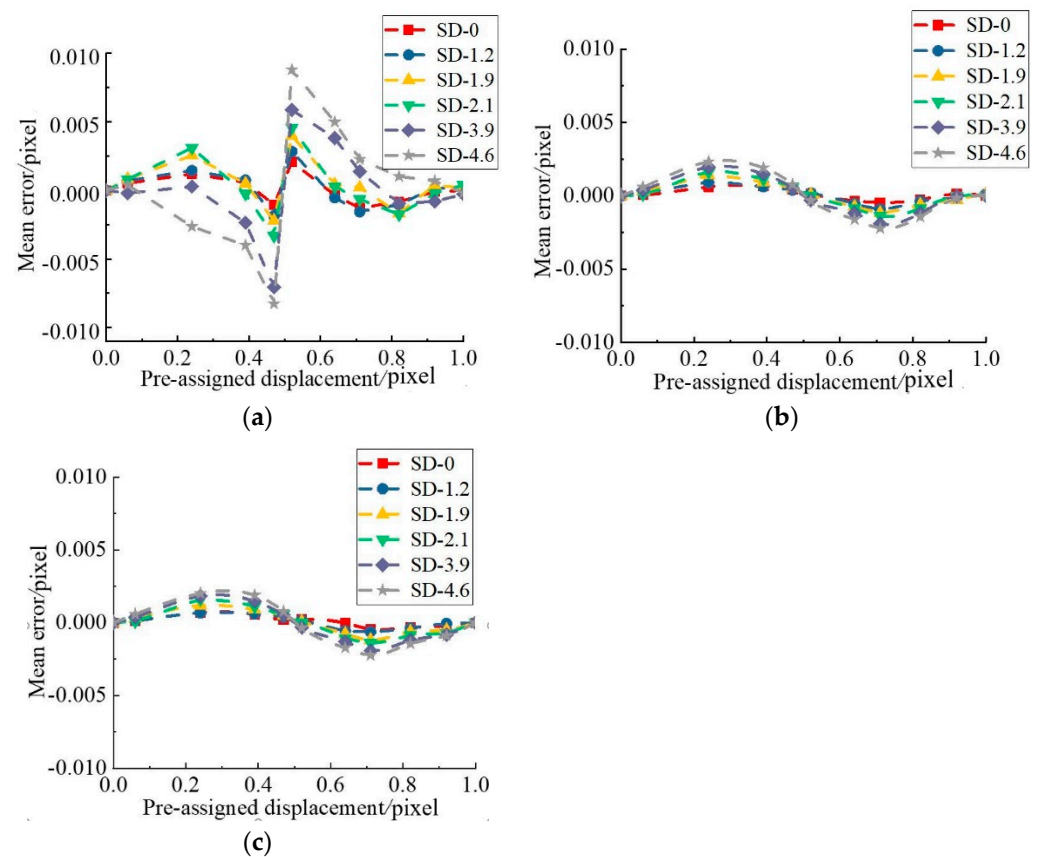 SD-0
SD-1.2
SD-1.9
SD-2.1
SD-3.9
SD-4.6
0.010
0.005
0.000
-0.005
-0.010
Mean error/pixel
0.0 0.2 0.4 0.6 0.8 1.0
Pre-assigned displacement/pixel
(a)
SD-0
SD-1.2
SD-1.9
SD-2.1
SD-3.9
SD-4.6
0.010
0.005
0.000
-0.005
-0.010
Mean error/pixel
0.0 0.2 0.4 0.6 0.8 1.0
Pre-assigned displacement/pixel
(b)
SD-0
SD-1.2
SD-1.9
SD-2.1
SD-3.9
SD-4.6
0.010
0.005
0.000
-0.005
-0.010
Mean error/pixel
0.0 0.2 0.4 0.6 0.8 1.0
Pre-assigned displacement/pixel
(c)